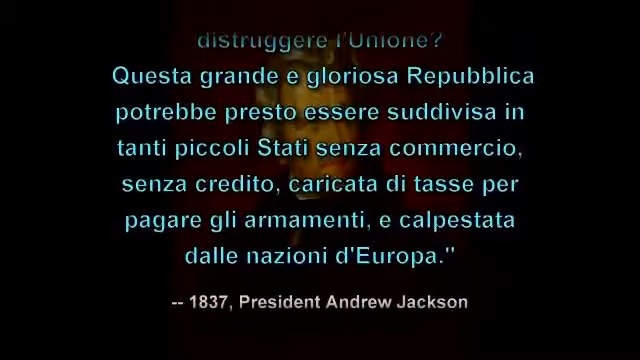 distruggere l'Unione?
Questa grande e gloriosa Repubblica
potrebbe presto essere suddivisa in
tanti piccoli Stati senza commercio,
senza credito, caricata di tasse per
pagare gli armamenti, e calpestata
dalle nazioni d'Europa."
-- 1837, President Andrew Jackson